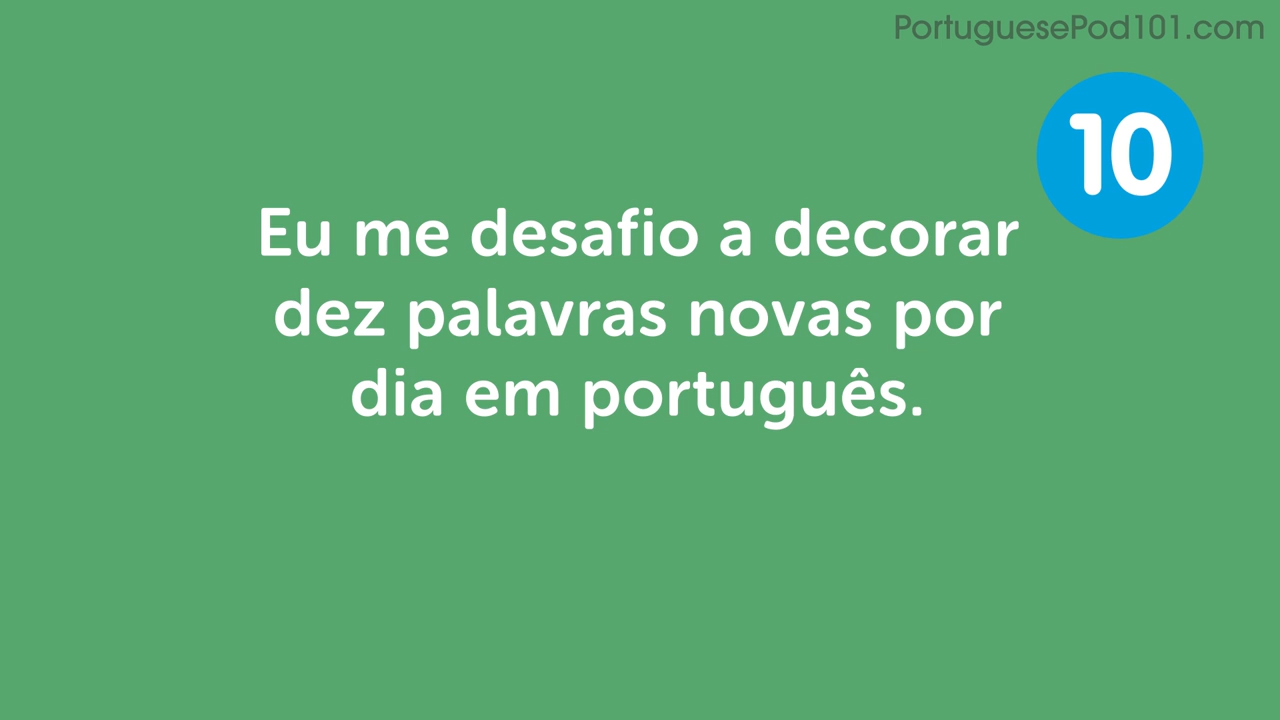 PortuguesePod101.com
10
Eu me desafio a decorar
dez palavras novas por
dia em português.